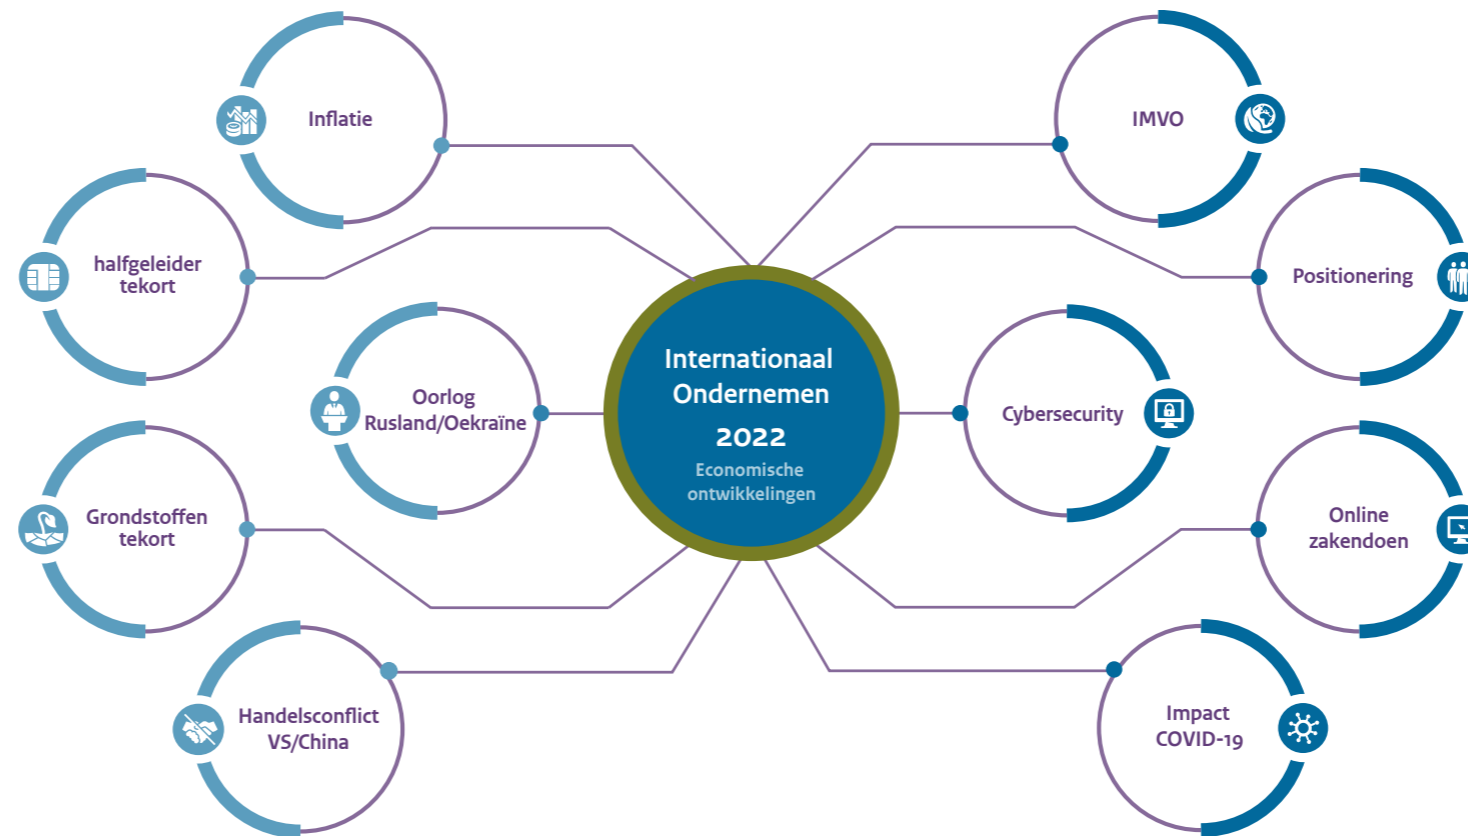 Inflatie
IMVO
halfgeleider
tekort
Positionering
Oorlog
Rusland/Oekraïne
Internationaal
Ondernemen
2022
Economische
ontwikkelingen
Cybersecurity
Grondstoffen
tekort
Online
zakendoen
Handelsconflict
VS/China
Impact
COVID-19